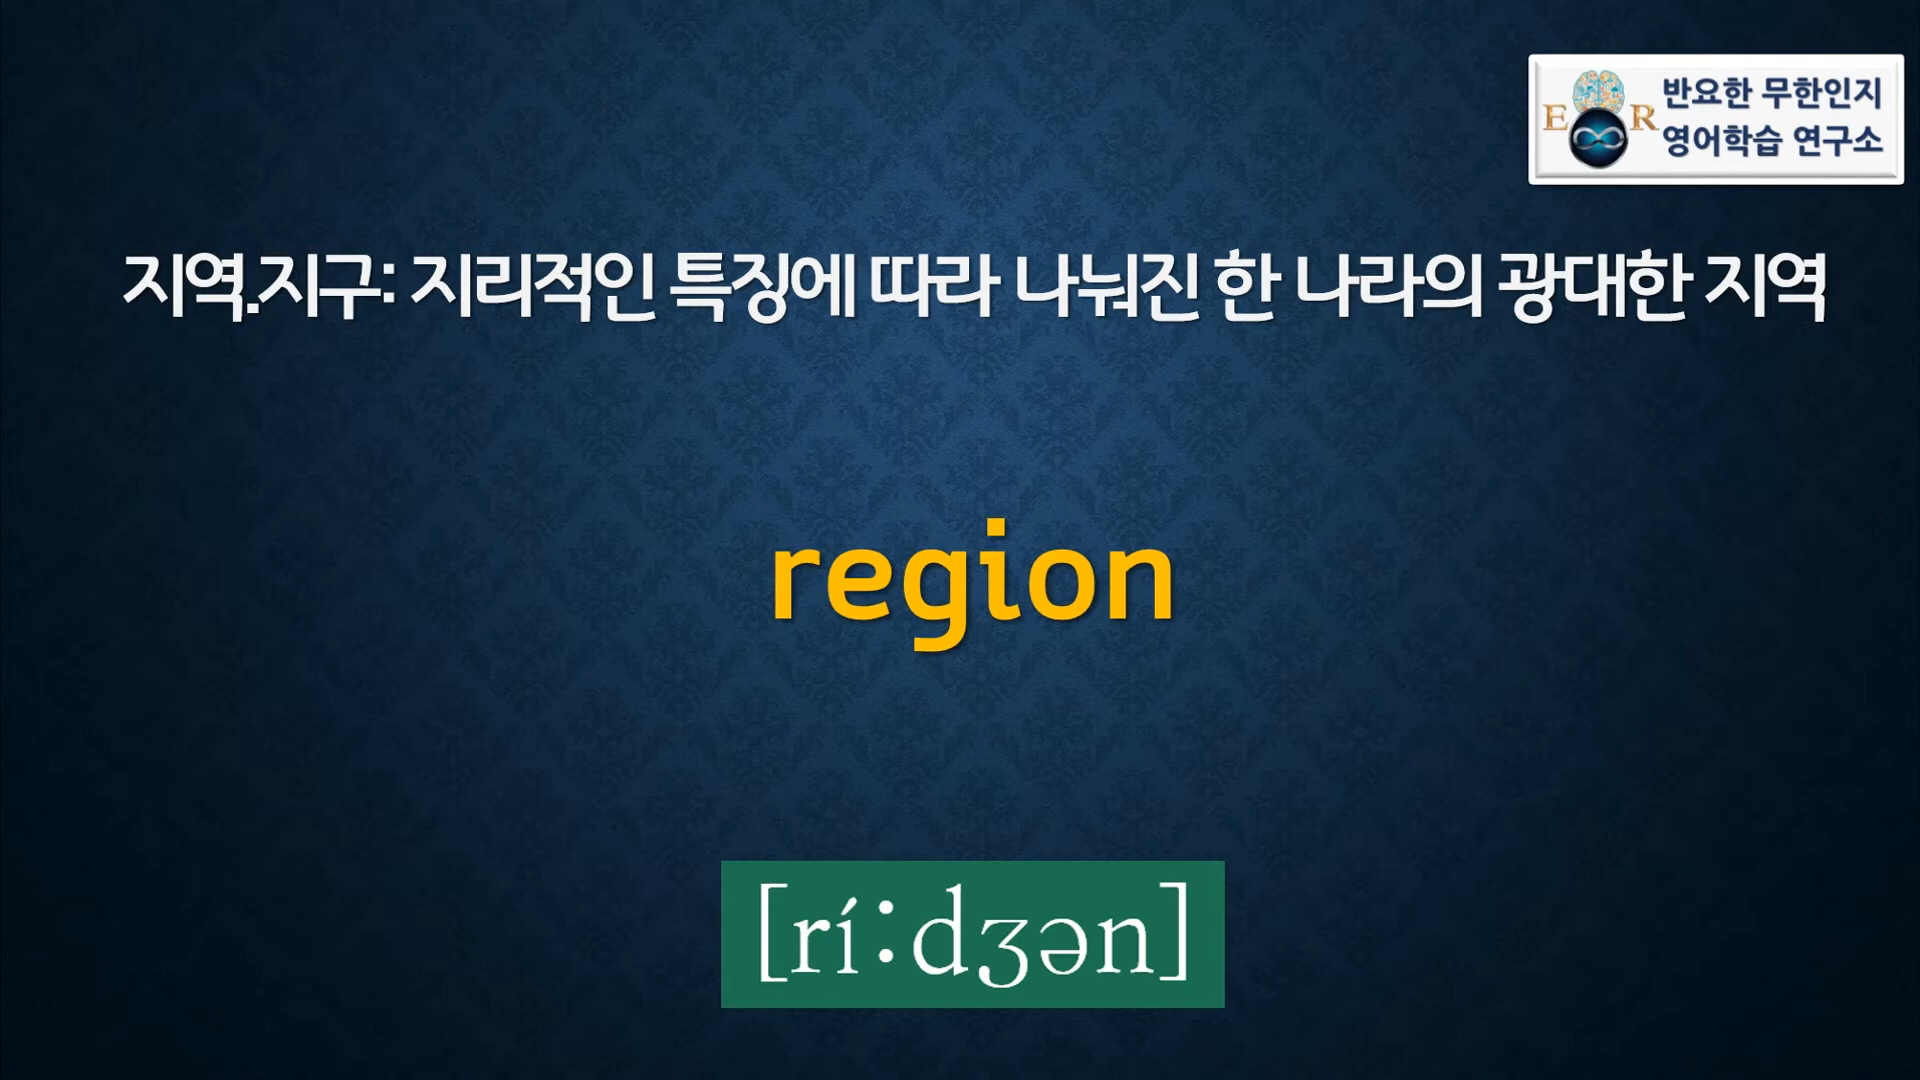 반요한 무한인지
E R 영어학습 연구소
지역.지구: 지리적인 특징에 따라 나눠진 한 나라의 광대한 지역
region
[rí:dʒən]